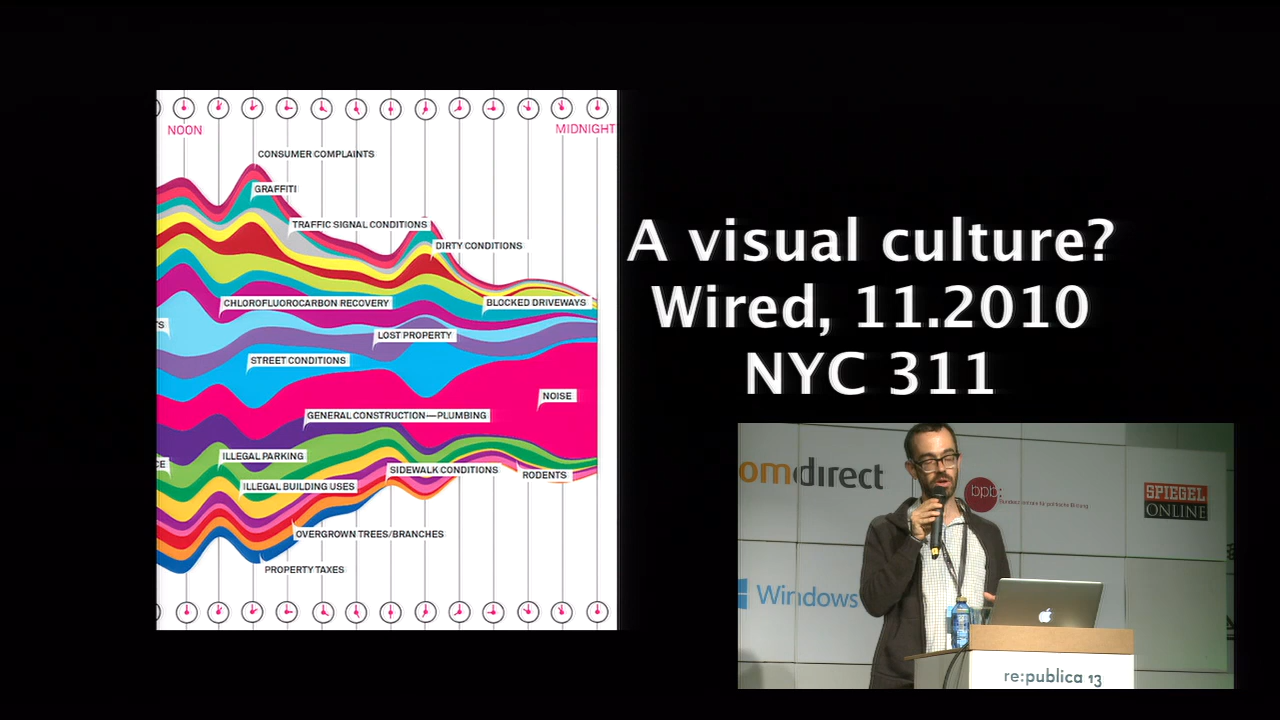 NOON
MIDNIGHT
CONSUMER COMPLAINTS
GRAFFITI
TRAFFIC SIGNAL CONDITIONS
DIRTY CONDITIONS
CHLOROFLUOROCARBON RECOVERY
BLOCKED DRIVEWAYS
TS
LOST PROPERTY
STREET CONDITIONS
NOISE
GENERAL CONSTRUCTION—PLUMBING
ILLEGAL PARKING
CE
SIDEWALK CONDITIONS
RODENTS
ILLEGAL BUILDING USES
OVERGROWN TREES/BRANCHES
PROPERTY TAXES
A visual culture?
Wired, 11.2010
NYC 311
omdirect
bpb:
SPIEGEL
ONLINE
Windows
re:publica 13